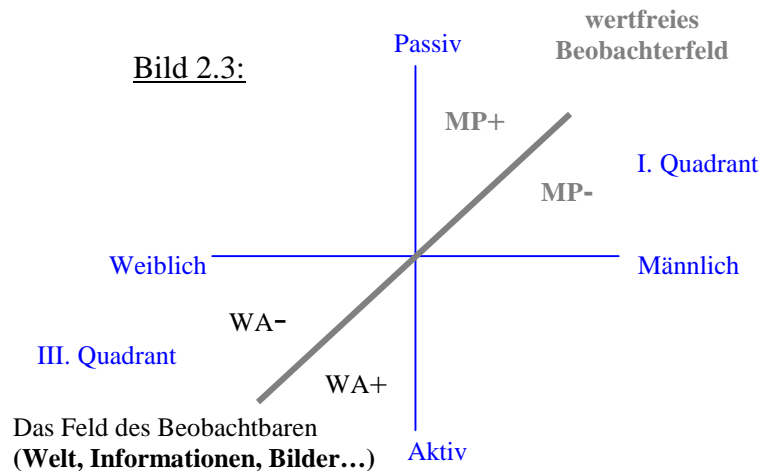 wertfreies
Beobachterfeld
Passiv
Bild 2.3:
MP+
I. Quadrant
MP-
Weiblich
Männlich
WA-
III. Quadrant
WA+
Das Feld des Beobachtbaren
(Welt, Informationen, Bilder…)
Aktiv